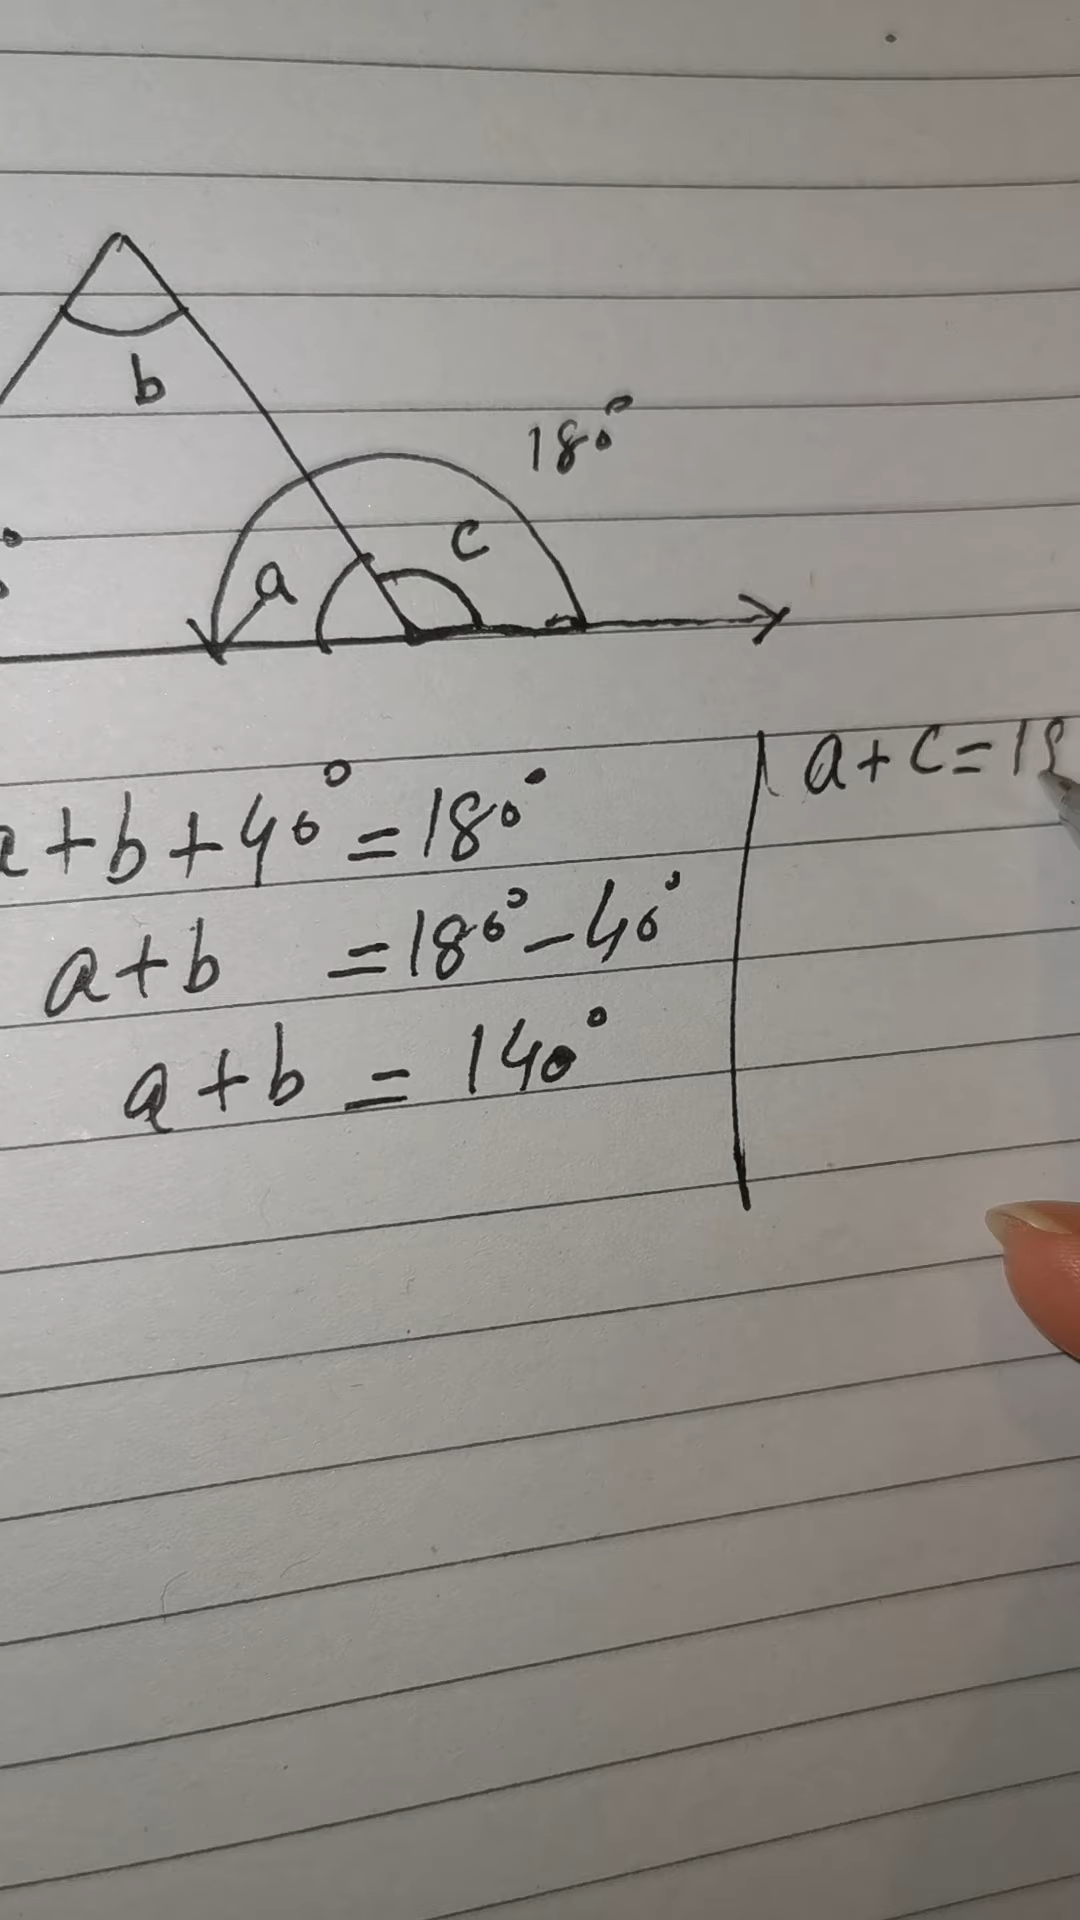 b
180°
c
a
a+b+40°=180°
a+b =180°-40°
a+b = 140°
a+c=18